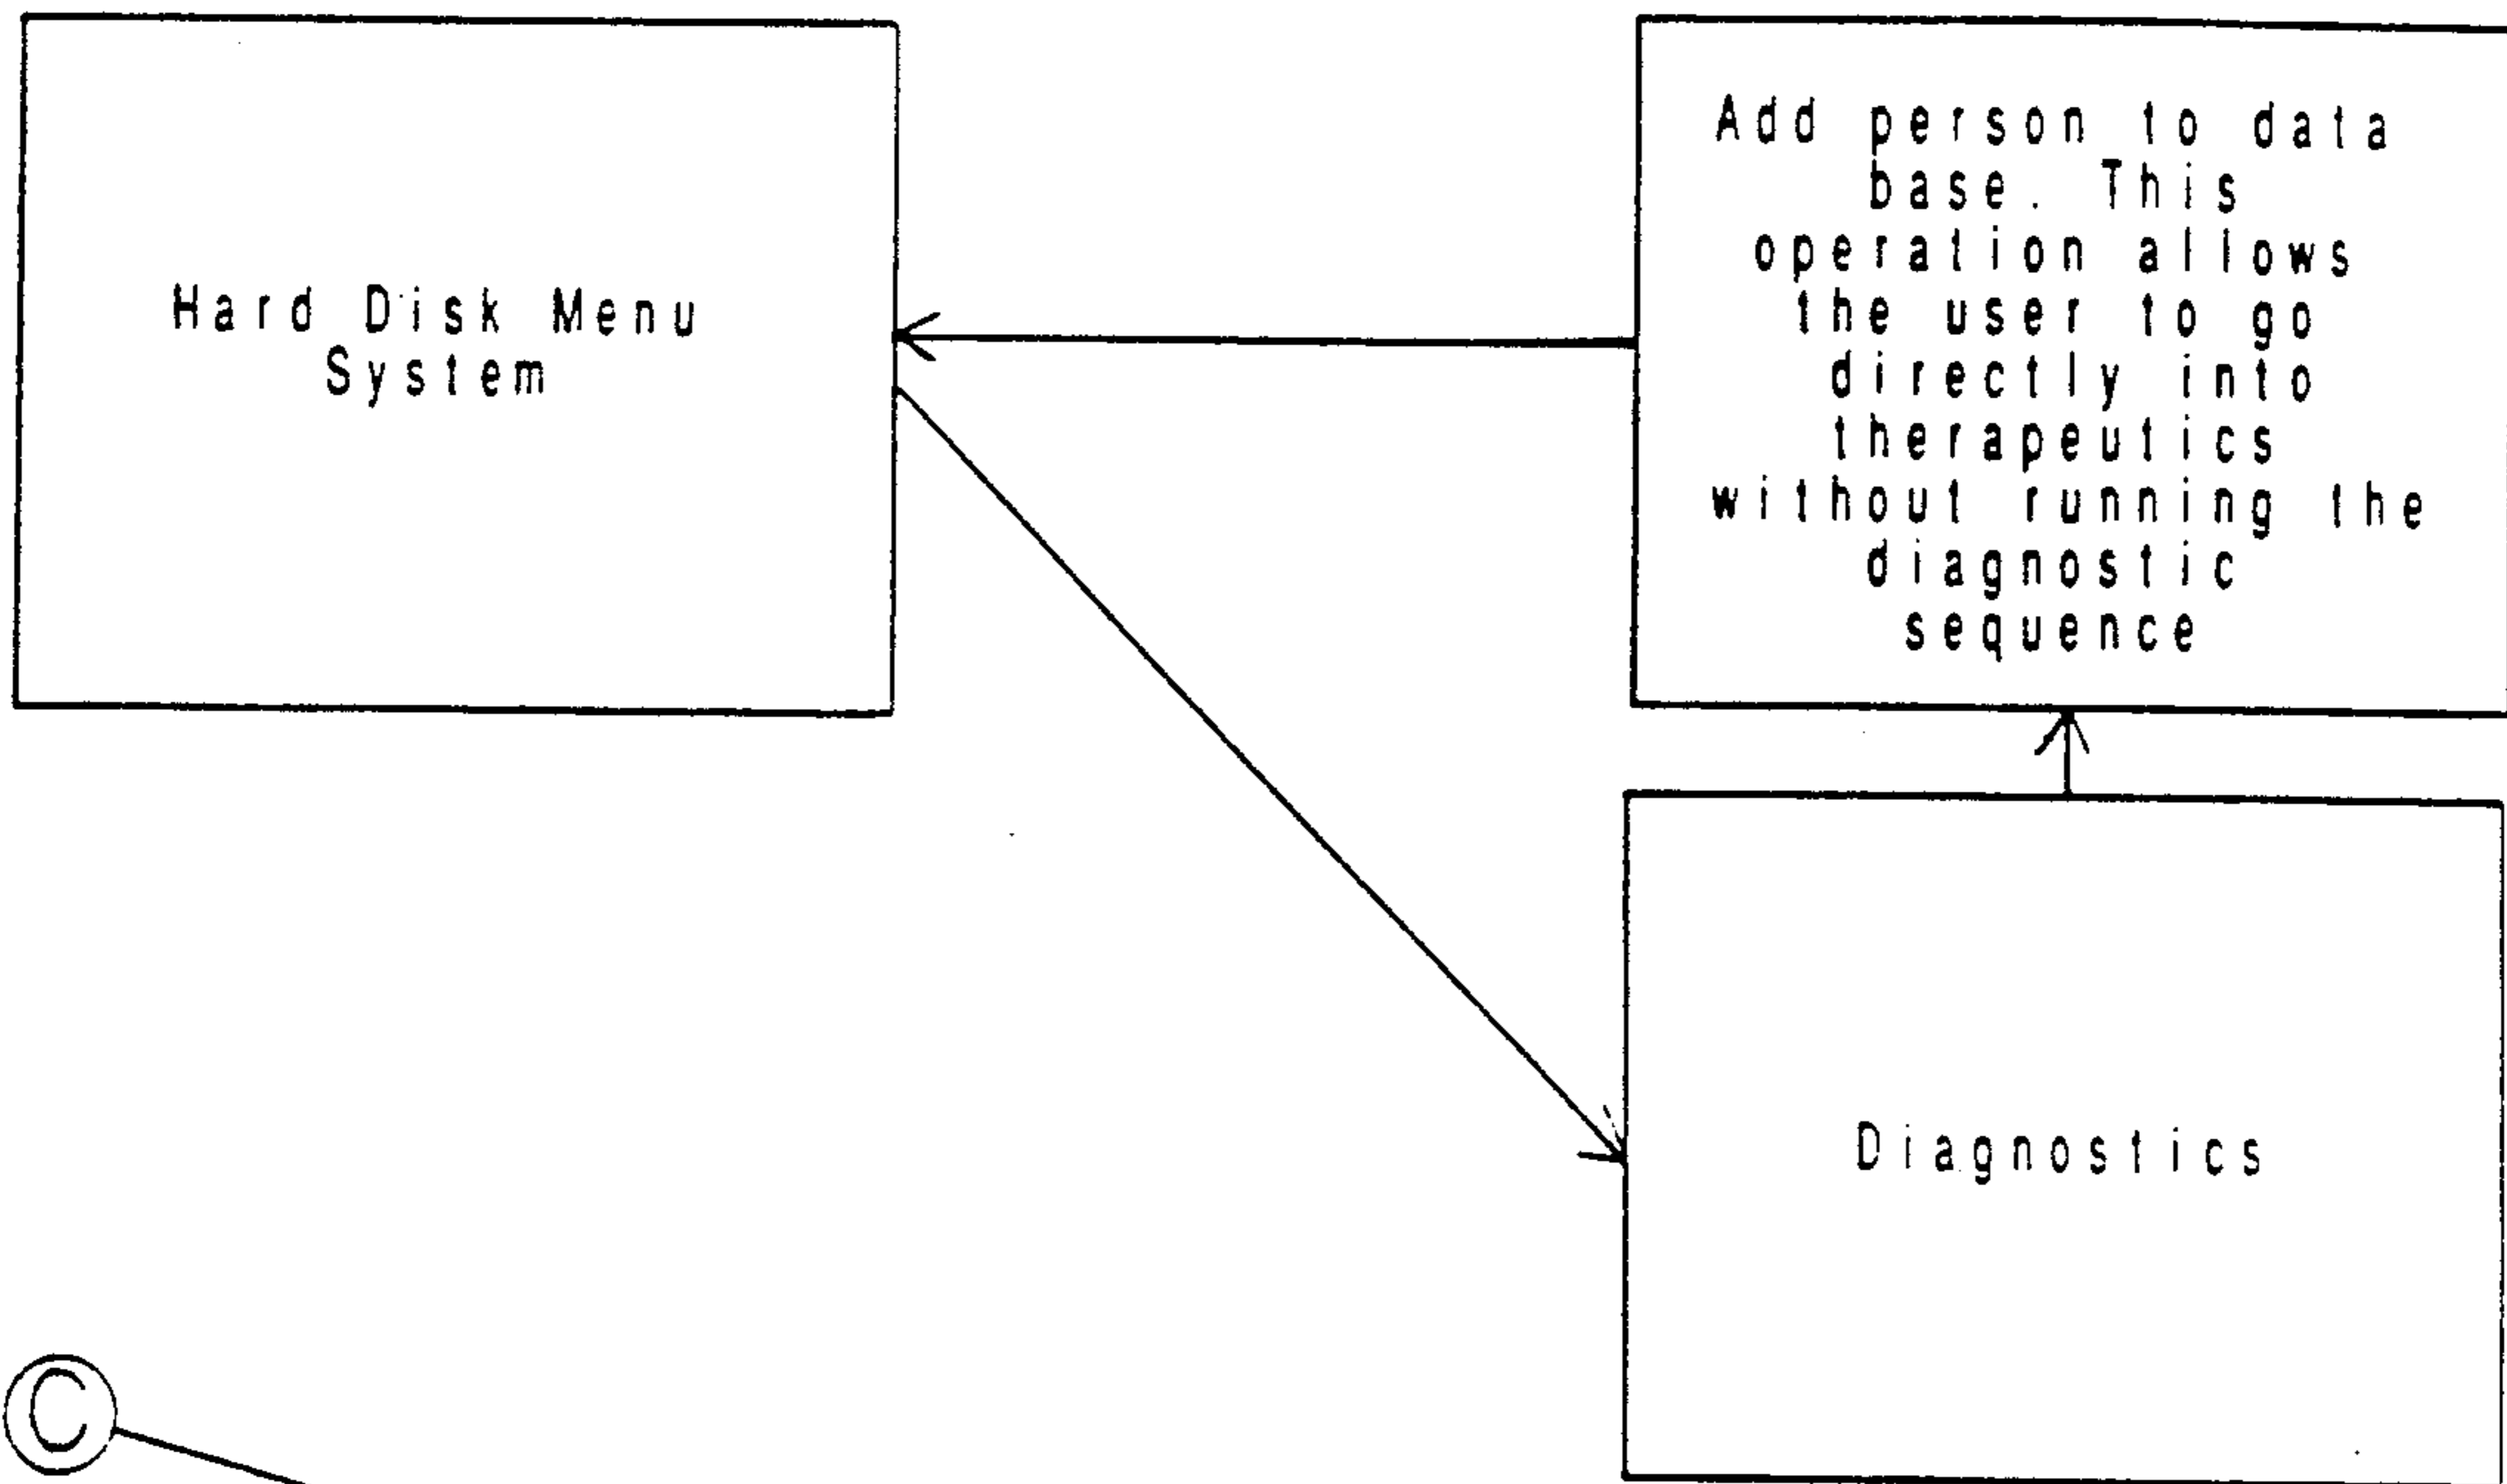 Hard Disk Menu
System
Add person to data
base. This
operation allows
the user to go
directly into
therapeutics
without running the
diagnostic
sequence
Diagnostics
C